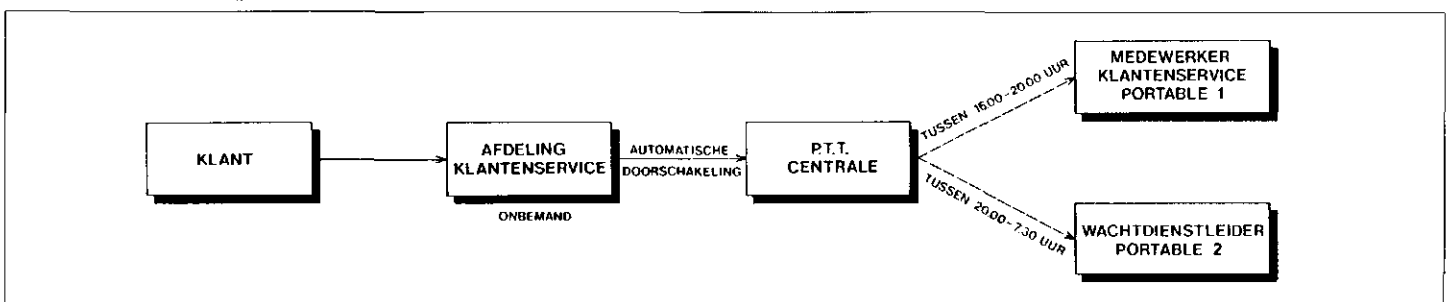 KLANT
AFDELING
KLANTENSERVICE
ONBEMAND
AUTOMATISCHE
DOORSCHAKELING
P.T.T.
CENTRALE
TUSSEN 16.00-20.00 UUR
MEDEWERKER
KLANTENSERVICE
PORTABLE 1
TUSSEN 20.00-7.30 UUR
WACHTDIENSTLEIDER
PORTABLE 2